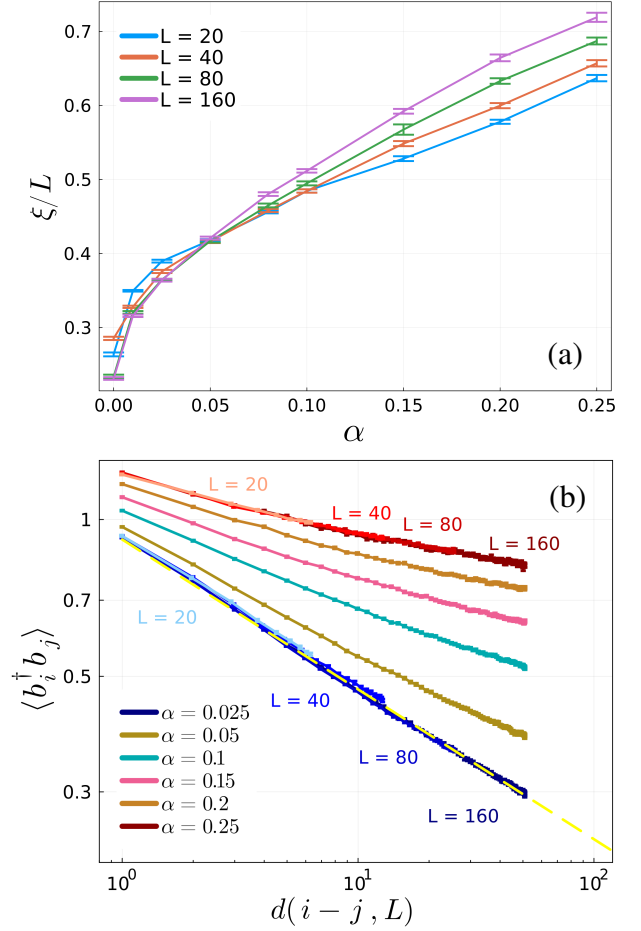 0.7
0.6
0.5
0.4
0.3
ξ/L
L = 20
L = 40
L = 80
L = 160
(a)
0.00 0.05 0.10 0.15 0.20 0.25
α
(b)
1
0.7
0.5
0.3
⟨b_i^† b_j⟩
L = 20
L = 40
L = 80
L = 160
L = 20
L = 40
L = 80
L = 160
α = 0.025
α = 0.05
α = 0.1
α = 0.15
α = 0.2
α = 0.25
10^0 10^1 10^2
d( i − j , L)